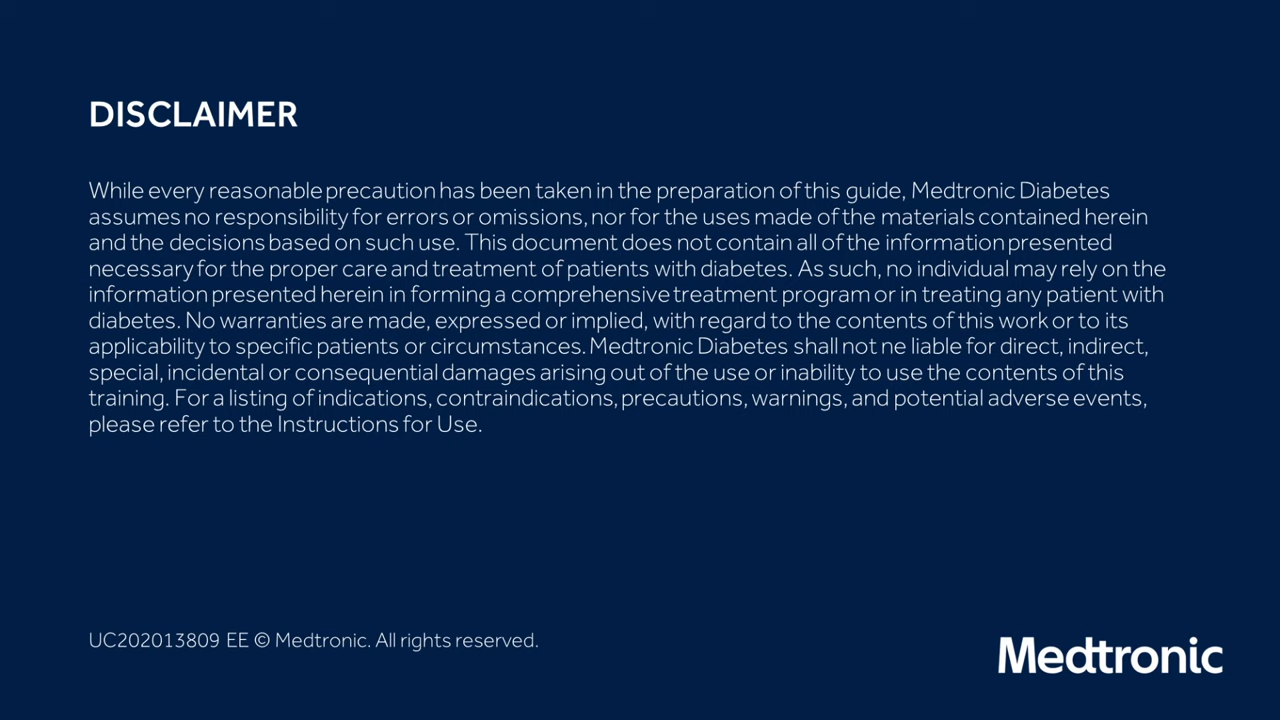 DISCLAIMER
While every reasonable precaution has been taken in the preparation of this guide, Medtronic Diabetes
assumes no responsibility for errors or omissions, nor for the uses made of the materials contained herein
and the decisions based on such use. This document does not contain all of the information presented
necessary for the proper care and treatment of patients with diabetes. As such, no individual may rely on the
information presented herein in forming a comprehensive treatment program or in treating any patient with
diabetes. No warranties are made, expressed or implied, with regard to the contents of this work or to its
applicability to specific patients or circumstances. Medtronic Diabetes shall not ne liable for direct, indirect,
special, incidental or consequential damages arising out of the use or inability to use the contents of this
training. For a listing of indications, contraindications, precautions, warnings, and potential adverse events,
please refer to the Instructions for Use.
UC202013809 EE © Medtronic. All rights reserved.
Medtronic